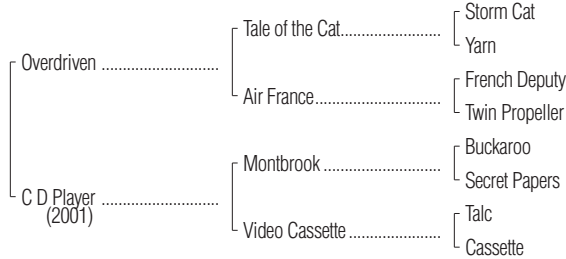 Storm Cat
Tale of the Cat
Yarn
Overdriven
French Deputy
Air France
Twin Propeller
Buckaroo
Montbrook
Secret Papers
C D Player
(2001)
Talc
Video Cassette
Cassette